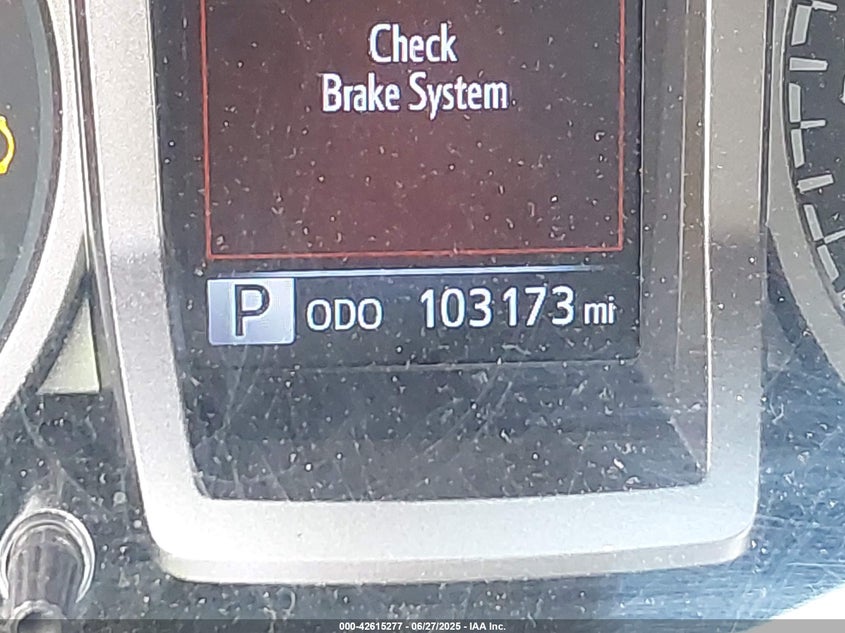 Check
Brake System
P ODO 103173 mi
000-42615277 - 06/27/2025 - IAA Inc.